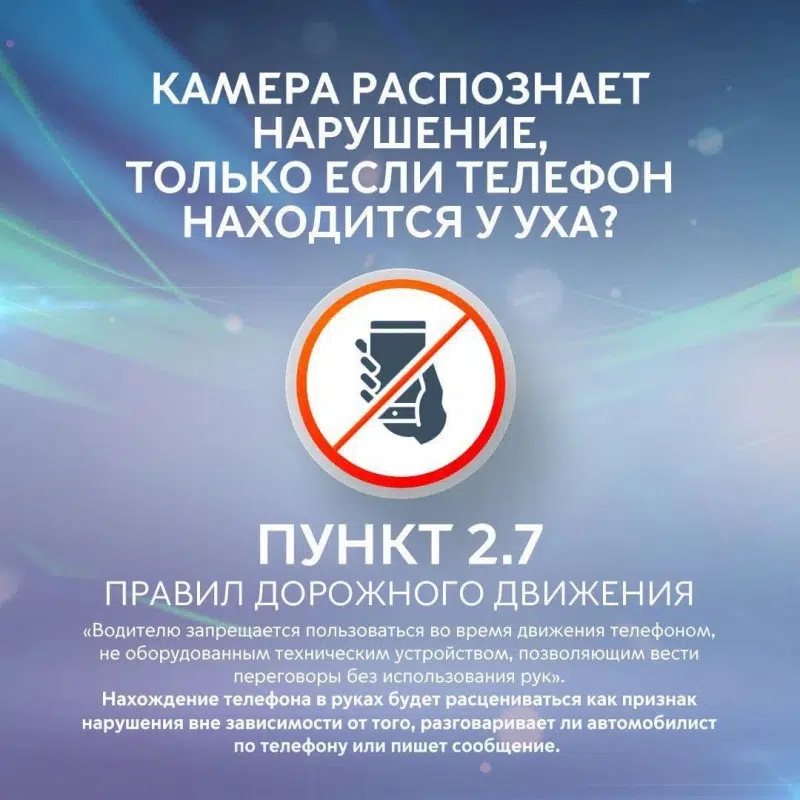 КАМЕРА РАСПОЗНАЕТ
НАРУШЕНИЕ,
ТОЛЬКО ЕСЛИ ТЕЛЕФОН
НАХОДИТСЯ У УХА?
ПУНКТ 2.7
ПРАВИЛ ДОРОЖНОГО ДВИЖЕНИЯ
«Водителю запрещается пользоваться во время движения телефоном,
не оборудованным техническим устройством, позволяющим вести
переговоры без использования рук».
Нахождение телефона в руках будет расцениваться как признак
нарушения вне зависимости от того, разговаривает ли автомобилист
по телефону или пишет сообщение.